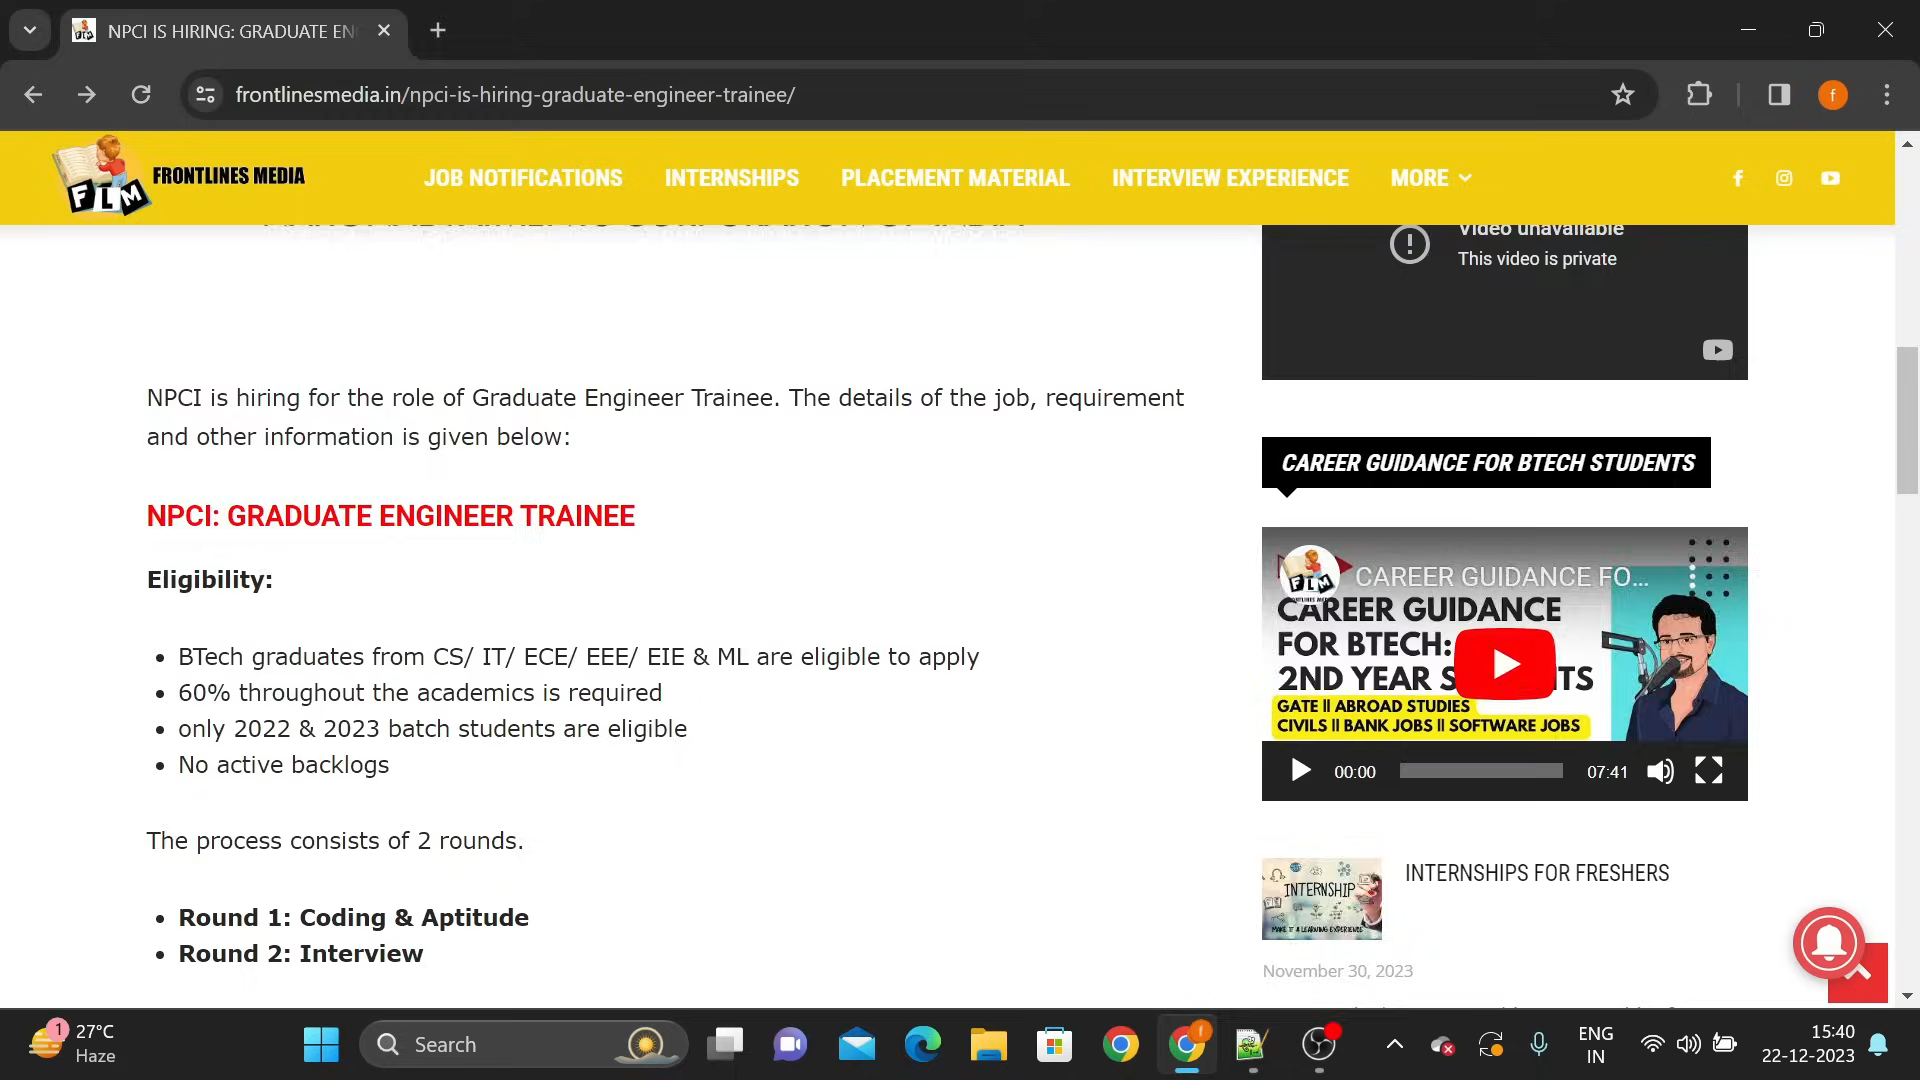 NPCI IS HIRING: GRADUATE EN
frontlinesmedia.in/npci-is-hiring-graduate-engineer-trainee/
f
FLM
FRONTLINES MEDIA
JOB NOTIFICATIONS
INTERNSHIPS
PLACEMENT MATERIAL
INTERVIEW EXPERIENCE
MORE
Video unavailable
This video is private
NPCI is hiring for the role of Graduate Engineer Trainee. The details of the job, requirement
and other information is given below:
NPCI: GRADUATE ENGINEER TRAINEE
Eligibility:
• BTech graduates from CS/ IT/ ECE/ EEE/ EIE & ML are eligible to apply
• 60% throughout the academics is required
• only 2022 & 2023 batch students are eligible
• No active backlogs
The process consists of 2 rounds.
• Round 1: Coding & Aptitude
• Round 2: Interview
CAREER GUIDANCE FOR BTECH STUDENTS
FLM
CAREER GUIDANCE FO...
CAREER GUIDANCE
FOR BTECH:
2ND YEAR S TS
GATE || ABROAD STUDIES
CIVILS || BANK JOBS || SOFTWARE JOBS
00:00
07:41
INTERNSHIP
MAKE IT A LEARNING EXPERIENCE
INTERNSHIPS FOR FRESHERS
November 30, 2023
1
27°C
Haze
Search
f
ENG
IN
15:40
22-12-2023